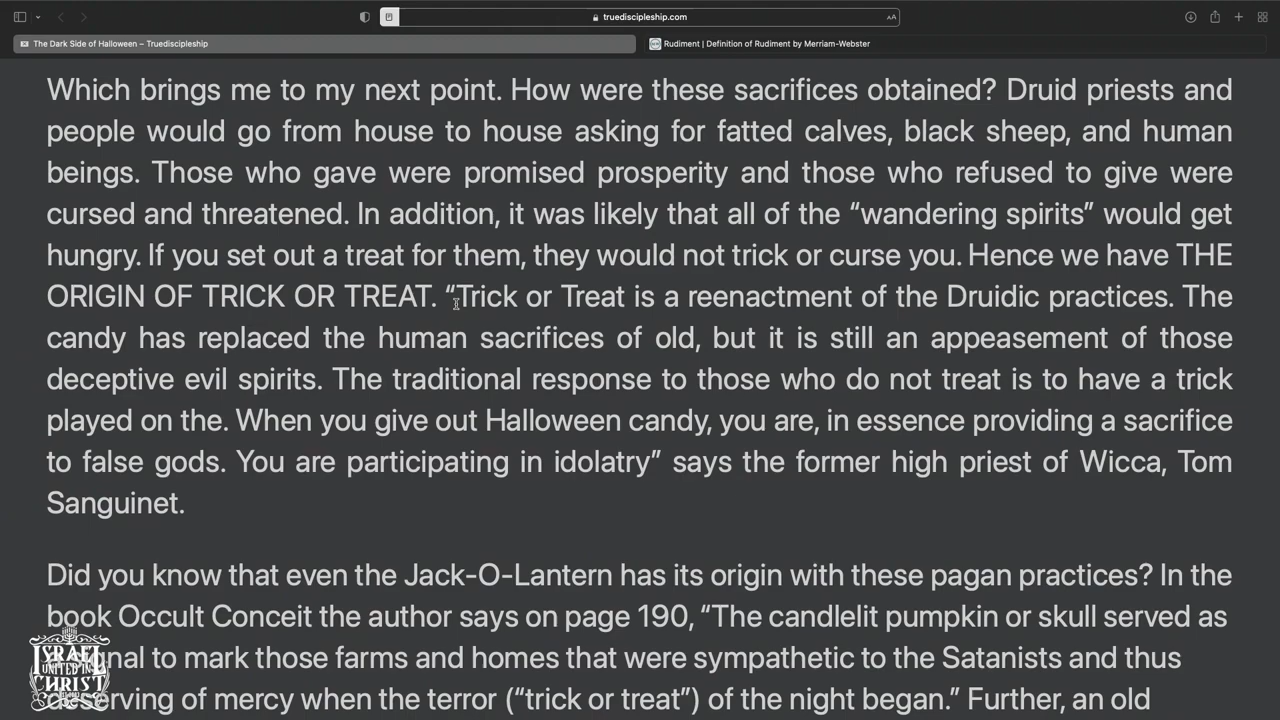 truediscipleship.com
The Dark Side of Halloween – Truediscipleship
Rudiment | Definition of Rudiment by Merriam-Webster
Which brings me to my next point. How were these sacrifices obtained? Druid priests and
people would go from house to house asking for fatted calves, black sheep, and human
beings. Those who gave were promised prosperity and those who refused to give were
cursed and threatened. In addition, it was likely that all of the “wandering spirits” would get
hungry. If you set out a treat for them, they would not trick or curse you. Hence we have THE
ORIGIN OF TRICK OR TREAT. “Trick or Treat is a reenactment of the Druidic practices. The
candy has replaced the human sacrifices of old, but it is still an appeasement of those
deceptive evil spirits. The traditional response to those who do not treat is to have a trick
played on the. When you give out Halloween candy, you are, in essence providing a sacrifice
to false gods. You are participating in idolatry” says the former high priest of Wicca, Tom
Sanguinet.
Did you know that even the Jack-O-Lantern has its origin with these pagan practices? In the
book Occult Conceit the author says on page 190, “The candlelit pumpkin or skull served as
to mark those farms and homes that were sympathetic to the Satanists and thus
of mercy when the terror (“trick or treat”) of the night began.” Further, an old
ISRAEL
UNITED IN
CHRIST